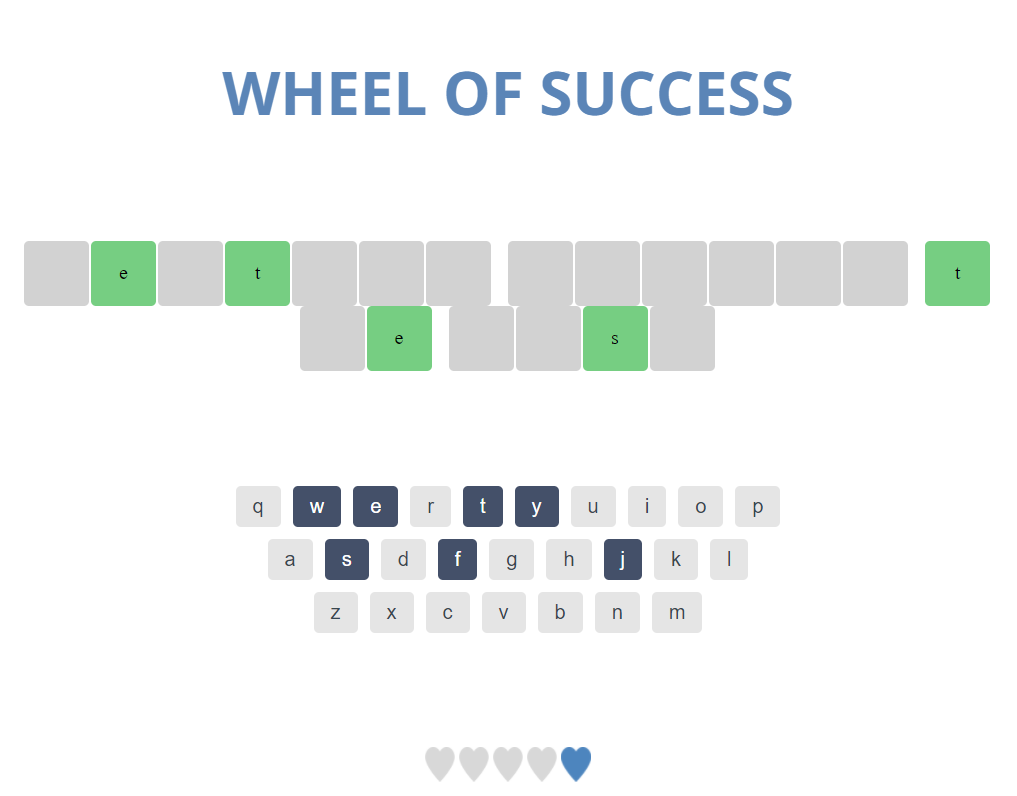 WHEEL OF SUCCESS
e t t
e s
q w e r t y u i o p
a s d f g h j k l
z x c v b n m